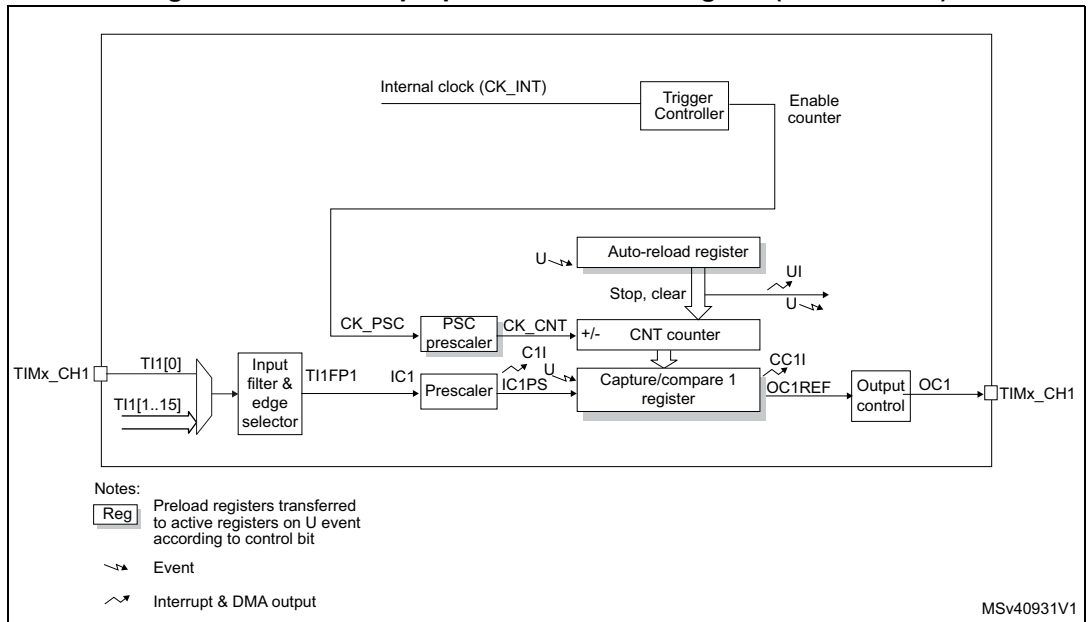 Internal clock (CK_INT)
Trigger
Controller
Enable
counter
U
Auto-reload register
UI
Stop, clear
U
CK_PSC
PSC
prescaler
CK_CNT
+/-
CNT counter
TIMx_CH1
TI1[0]
TI1[1..15]
Input
filter &
edge
selector
TI1FP1
IC1
Prescaler
C1I
IC1PS
U
Capture/compare 1
register
CC1I
OC1REF
Output
control
OC1
TIMx_CH1
Notes:
Reg
Preload registers transferred
to active registers on U event
according to control bit
Event
Interrupt & DMA output
MSv40931V1